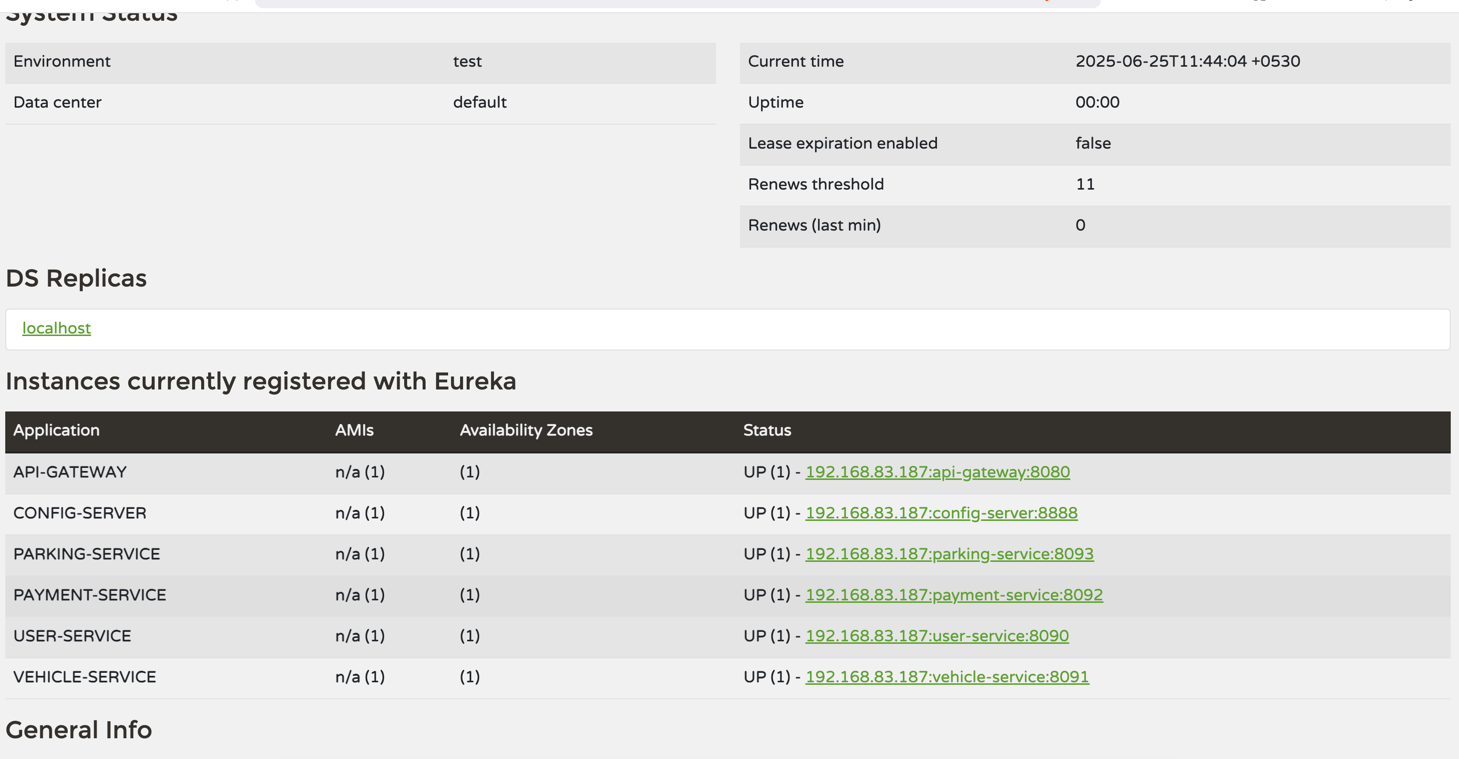 System Status
Environment test
Data center default
Current time 2025-06-25T11:44:04 +0530
Uptime 00:00
Lease expiration enabled false
Renews threshold 11
Renews (last min) 0
DS Replicas
localhost
Instances currently registered with Eureka
Application AMIs Availability Zones Status
API-GATEWAY n/a (1) (1) UP (1) - 192.168.83.187:api-gateway:8080
CONFIG-SERVER n/a (1) (1) UP (1) - 192.168.83.187:config-server:8888
PARKING-SERVICE n/a (1) (1) UP (1) - 192.168.83.187:parking-service:8093
PAYMENT-SERVICE n/a (1) (1) UP (1) - 192.168.83.187:payment-service:8092
USER-SERVICE n/a (1) (1) UP (1) - 192.168.83.187:user-service:8090
VEHICLE-SERVICE n/a (1) (1) UP (1) - 192.168.83.187:vehicle-service:8091
General Info